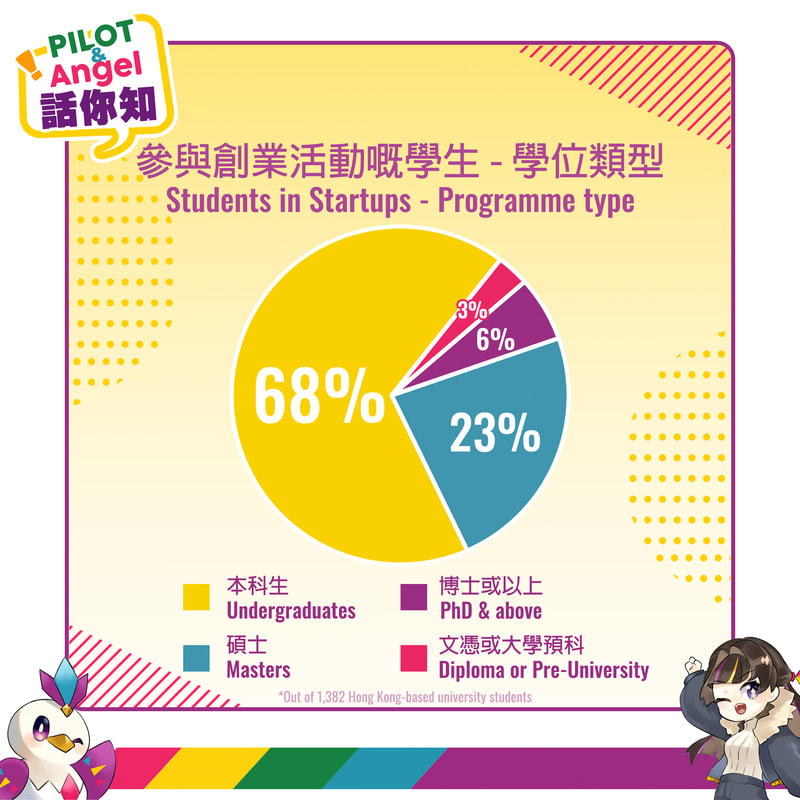 PILOT
&
Angel
話你知
參與創業活動嘅學生 - 學位類型
Students in Startups - Programme type
3%
6%
68%
23%
本科生
Undergraduates
博士或以上
PhD & above
碩士
Masters
文憑或大學預科
Diploma or Pre-University
*Out of 1,382 Hong Kong-based university students